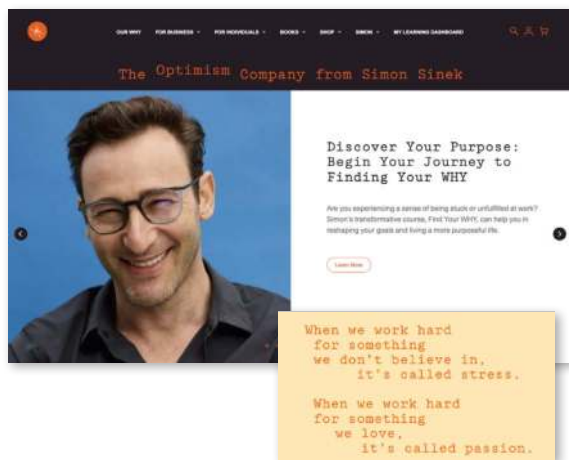 OUR WHY FOR BUSINESS FOR INDIVIDUALS BOOKS SHOP SIMON MY LEARNING DASHBOARD
The Optimism Company from Simon Sinek
Discover Your Purpose:
Begin Your Journey to
Finding Your WHY
Are you experiencing a sense of being stuck or unfulfilled at work?
Simon's transformative course, Find Your WHY, can help you in
reshaping your goals and living a more purposeful life.
Learn More
When we work hard
for something
we don't believe in,
it's called stress.
When we work hard
for something
we love,
it's called passion.